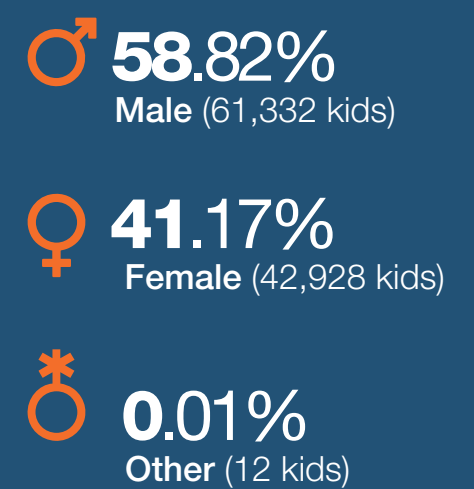 58.82%
Male (61,332 kids)
41.17%
Female (42,928 kids)
0.01%
Other (12 kids)